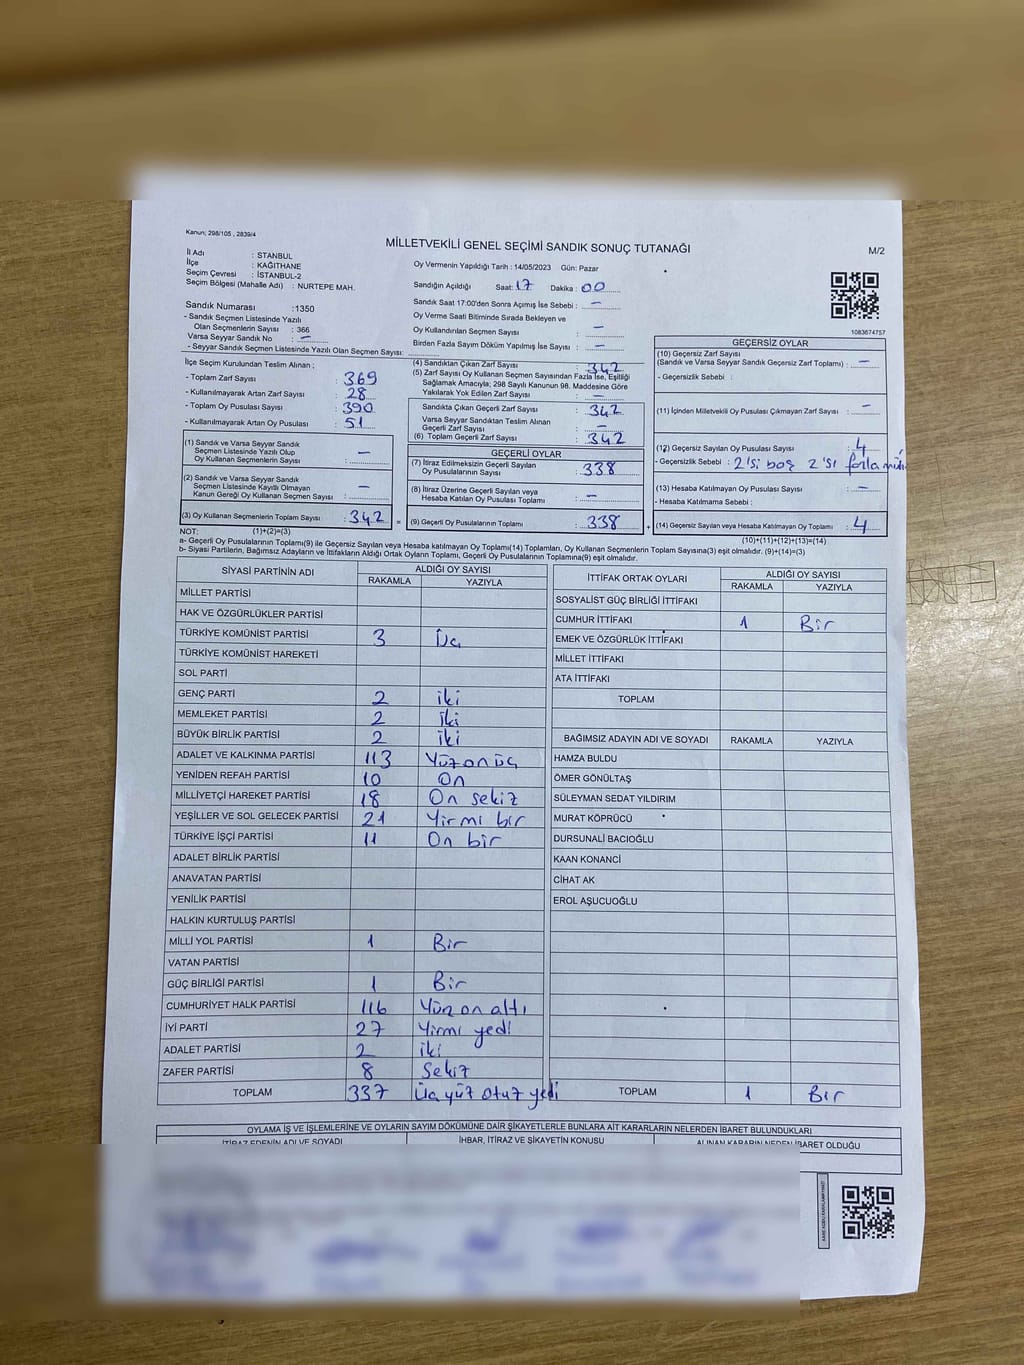 Kanun; 298/105 , 2839/4
MİLLETVEKİLİ GENEL SEÇİMİ SANDIK SONUÇ TUTANAĞI
M/2
İl Adı : STANBUL
İlçe : KAĞITHANE
Seçim Çevresi : İSTANBUL-2
Seçim Bölgesi (Mahalle Adı) : NURTEPE MAH.
Sandık Numarası :1350
- Sandık Seçmen Listesinde Yazılı
Olan Seçmenlerin Sayısı : 366
Varsa Seyyar Sandık No : —
- Seyyar Sandık Seçmen Listesinde Yazılı Olan Seçmen Sayısı:
Oy Vermenin Yapıldığı Tarih : 14/05/2023 Gün: Pazar
Sandığın Açıldığı Saat: 17 Dakika : 00
Sandık Saat 17:00'den Sonra Açımış İse Sebebi : —
Oy Verme Saati Bitiminde Sırada Bekleyen ve
Oy Kullandırılan Seçmen Sayısı : —
Birden Fazla Sayım Döküm Yapılmış İse Sayısı : —
1083674757
İlçe Seçim Kurulundan Teslim Alınan ;
- Toplam Zarf Sayısı : 369
- Kullanılmayarak Artan Zarf Sayısı : 28
- Toplam Oy Pusulası Sayısı : 390
- Kullanılmayarak Artan Oy Pusulası : 51
(1) Sandık ve Varsa Seyyar Sandık
Seçmen Listesinde Yazılı Olup
Oy Kullanan Seçmenlerin Sayısı : —
(2) Sandık ve Varsa Seyyar Sandık
Seçmen Listesinde Kayıtlı Olmayan
Kanun Gereği Oy Kullanan Seçmen Sayısı : —
(3) Oy Kullanan Seçmenlerin Toplam Sayısı : 342 =
(4) Sandıktan Çıkan Zarf Sayısı : 342
(5) Zarf Sayısı Oy Kullanan Seçmen Sayısından Fazla İse, Eşitliği
Sağlamak Amacıyla; 298 Sayılı Kanunun 98. Maddesine Göre
Yakılarak Yok Edilen Zarf Sayısı : —
Sandıkta Çıkan Geçerli Zarf Sayısı : 342
Varsa Seyyar Sandıktan Teslim Alınan
Geçerli Zarf Sayısı : —
(6) Toplam Geçerli Zarf Sayısı : 342
GEÇERLİ OYLAR
(7) İtiraz Edilmeksizin Geçerli Sayılan
Oy Pusulalarının Sayısı : 338
(8) İtiraz Üzerine Geçerli Sayılan veya
Hesaba Katılan Oy Pusulası Toplamı : —
(9) Geçerli Oy Pusulalarının Toplamı : 338 +
GEÇERSİZ OYLAR
(10) Geçersiz Zarf Sayısı
(Sandık ve Varsa Seyyar Sandık Geçersiz Zarf Toplamı) : —
- Geçersizlik Sebebi :
(11) İçinden Milletvekili Oy Pusulası Çıkmayan Zarf Sayısı : —
(12) Geçersiz Sayılan Oy Pusulası Sayısı : 4
- Geçersizlik Sebebi : 2'si boş 2'sı fazla
(13) Hesaba Katılmayan Oy Pusulası Sayısı : —
- Hesaba Katılmama Sebebi :
(14) Geçersiz Sayılan veya Hesaba Katılmayan Oy Toplamı : 4
NOT: (1)+(2)=(3)
(10)+(11)+(12)+(13)=(14)
a- Geçerli Oy Pusulalarının Toplamı(9) ile Geçersiz Sayılan veya Hesaba katılmayan Oy Toplamı(14) Toplamları, Oy Kullanan Seçmenlerin Toplam Sayısına(3) eşit olmalıdır. (9)+(14)=(3)
b- Siyasi Partilerin, Bağımsız Adayların ve İttifakların Aldığı Ortak Oyların Toplamı, Geçerli Oy Pusulalarının Toplamına(9) eşit olmalıdır.
SİYASİ PARTİNİN ADI ALDIĞI OY SAYISI
RAKAMLA YAZIYLA
MİLLET PARTİSİ
HAK VE ÖZGÜRLÜKLER PARTİSİ
TÜRKİYE KOMÜNİST PARTİSİ 3 Üç
TÜRKİYE KOMÜNİST HAREKETİ
SOL PARTİ
GENÇ PARTİ 2 iki
MEMLEKET PARTİSİ 2 iki
BÜYÜK BİRLİK PARTİSİ 2 iki
ADALET VE KALKINMA PARTİSİ 113 Yüzonüç
YENİDEN REFAH PARTİSİ 10 On
MİLLİYETÇİ HAREKET PARTİSİ 18 On sekiz
YEŞİLLER VE SOL GELECEK PARTİSİ 21 Yirmi bir
TÜRKİYE İŞÇİ PARTİSİ 11 On bir
ADALET BİRLİK PARTİSİ
ANAVATAN PARTİSİ
YENİLİK PARTİSİ
HALKIN KURTULUŞ PARTİSİ
MİLLİ YOL PARTİSİ 1 Bir
VATAN PARTİSİ
GÜÇ BİRLİĞİ PARTİSİ 1 Bir
CUMHURİYET HALK PARTİSİ 116 Yüz on altı
İYİ PARTİ 27 Yirmi yedi
ADALET PARTİSİ 2 iki
ZAFER PARTİSİ 8 Sekiz
TOPLAM 337 Üç yüz otuz yedi
İTTİFAK ORTAK OYLARI ALDIĞI OY SAYISI
RAKAMLA YAZIYLA
SOSYALİST GÜÇ BİRLİĞİ İTTİFAKI
CUMHUR İTTİFAKI 1 Bir
EMEK VE ÖZGÜRLÜK İTTİFAKI
MİLLET İTTİFAKI
ATA İTTİFAKI
TOPLAM
BAĞIMSIZ ADAYIN ADI VE SOYADI RAKAMLA YAZIYLA
HAMZA BULDU
ÖMER GÖNÜLTAŞ
SÜLEYMAN SEDAT YILDIRIM
MURAT KÖPRÜCÜ
DURSUNALİ BACIOĞLU
KAAN KONANCİ
CİHAT AK
EROL AŞUCUOĞLU
TOPLAM 1 Bir
OYLAMA İŞ VE İŞLEMLERİNE VE OYLARIN SAYIM DÖKÜMÜNE DAİR ŞİKAYETLERLE BUNLARA AİT KARARLARIN NELERDEN İBARET BULUNDUKLARI
İTİRAZ EDENİN ADI VE SOYADI İHBAR, İTİRAZ VE ŞİKAYETİN KONUSU ALINAN KARARIN NEDEN İBARET OLDUĞU